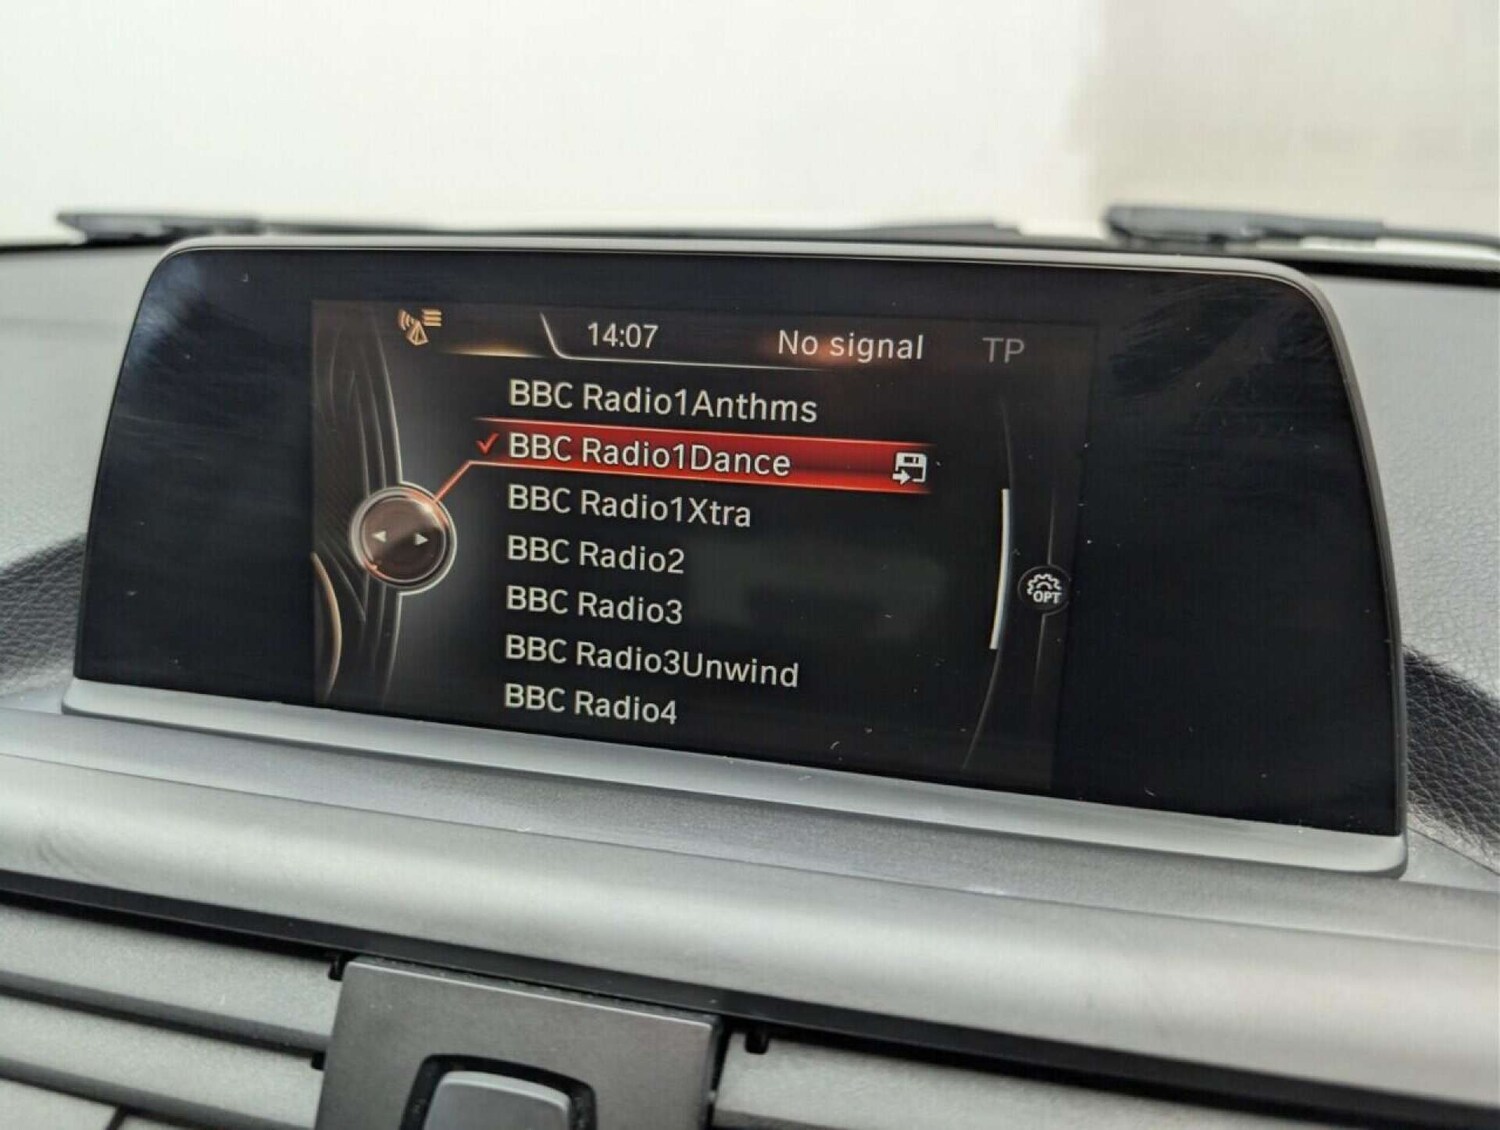 14:07 No signal TP
BBC Radio1Anthms
BBC Radio1Dance
BBC Radio1Xtra
BBC Radio2
BBC Radio3
OPT
BBC Radio3Unwind
BBC Radio4